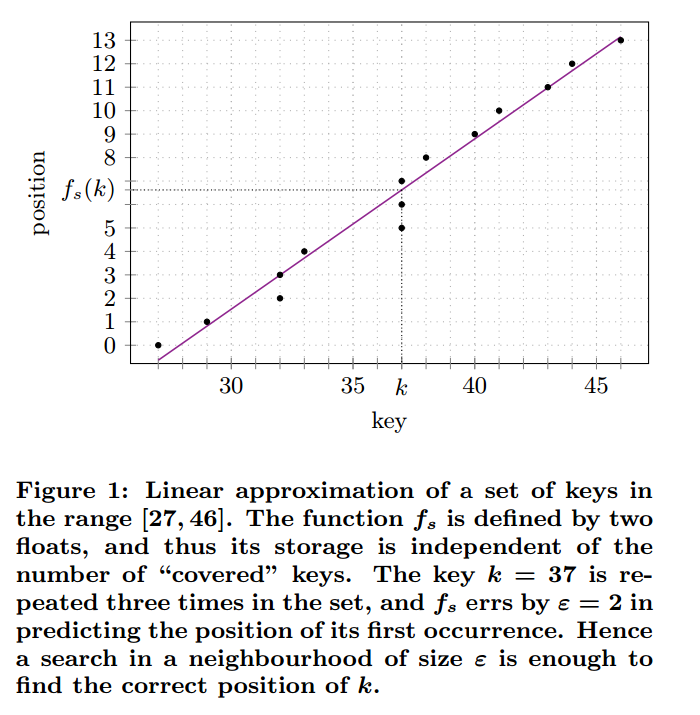 13
12
11
10
9
8
f_s(k)
5
4
3
2
1
0
position
30 35 k 40 45
key
Figure 1: Linear approximation of a set of keys in
the range [27, 46]. The function f_s is defined by two
floats, and thus its storage is independent of the
number of “covered” keys. The key k = 37 is re-
peated three times in the set, and f_s errs by ε = 2 in
predicting the position of its first occurrence. Hence
a search in a neighbourhood of size ε is enough to
find the correct position of k.